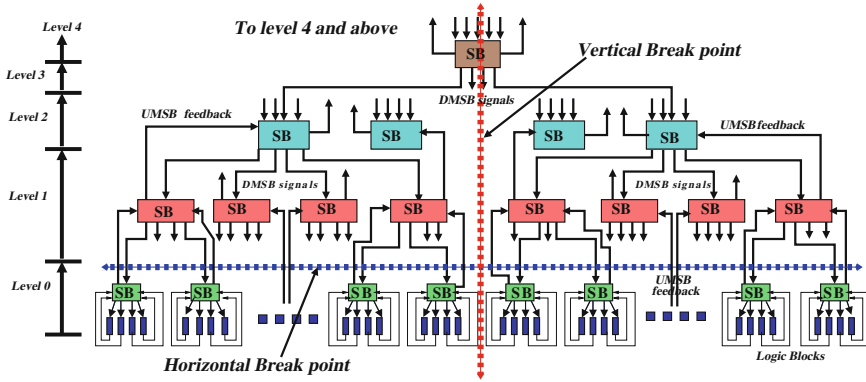 Level 4
To level 4 and above
SB
Vertical Break point
Level 3
DMSB signals
UMSB feedback
Level 2
SB
SB
SB
SB
UMSB feedback
Level 1
DMSB signals
DMSB signals
SB
SB
SB
SB
SB
SB
SB
SB
Level 0
UMSB
feedback
SB
SB
SB
SB
SB
SB
SB
SB
Horizontal Break point
Logic Blocks